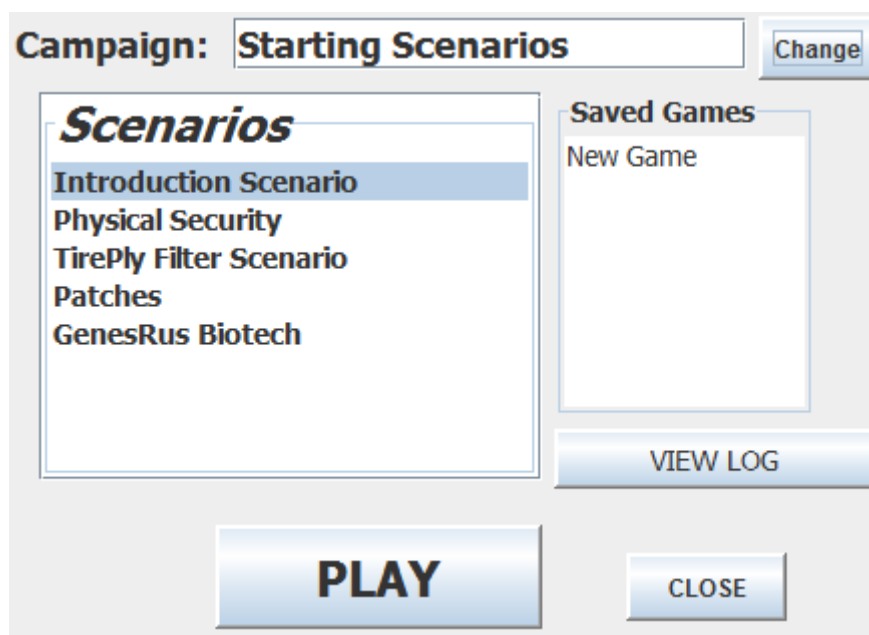 Campaign: Starting Scenarios Change
Scenarios
Introduction Scenario
Physical Security
TirePly Filter Scenario
Patches
GenesRus Biotech
Saved Games
New Game
VIEW LOG
PLAY
CLOSE